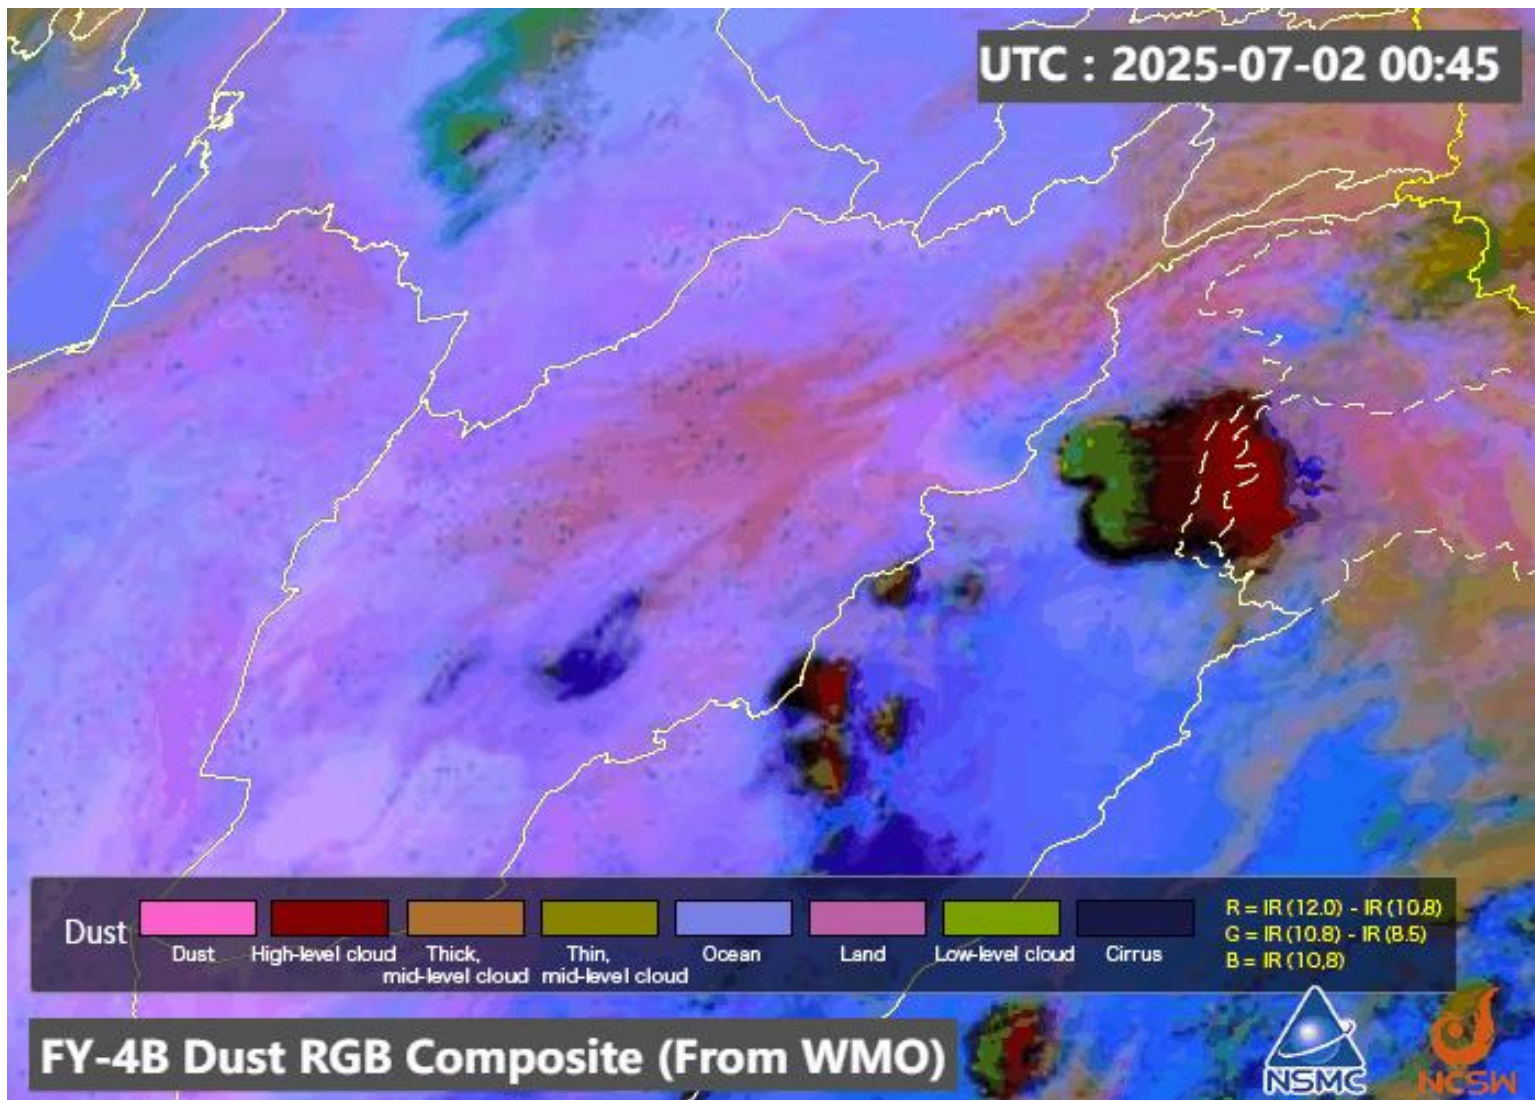 UTC : 2025-07-02 00:45
Dust
Dust
High-level cloud
Thick,
mid-level cloud
Thin,
mid-level cloud
Ocean
Land
Low-level cloud
Cirrus
R = IR (12.0) - IR (10.8)
G = IR (10.8) - IR (8.5)
B = IR (10,8)
FY-4B Dust RGB Composite (From WMO)
NSMC
NCSW